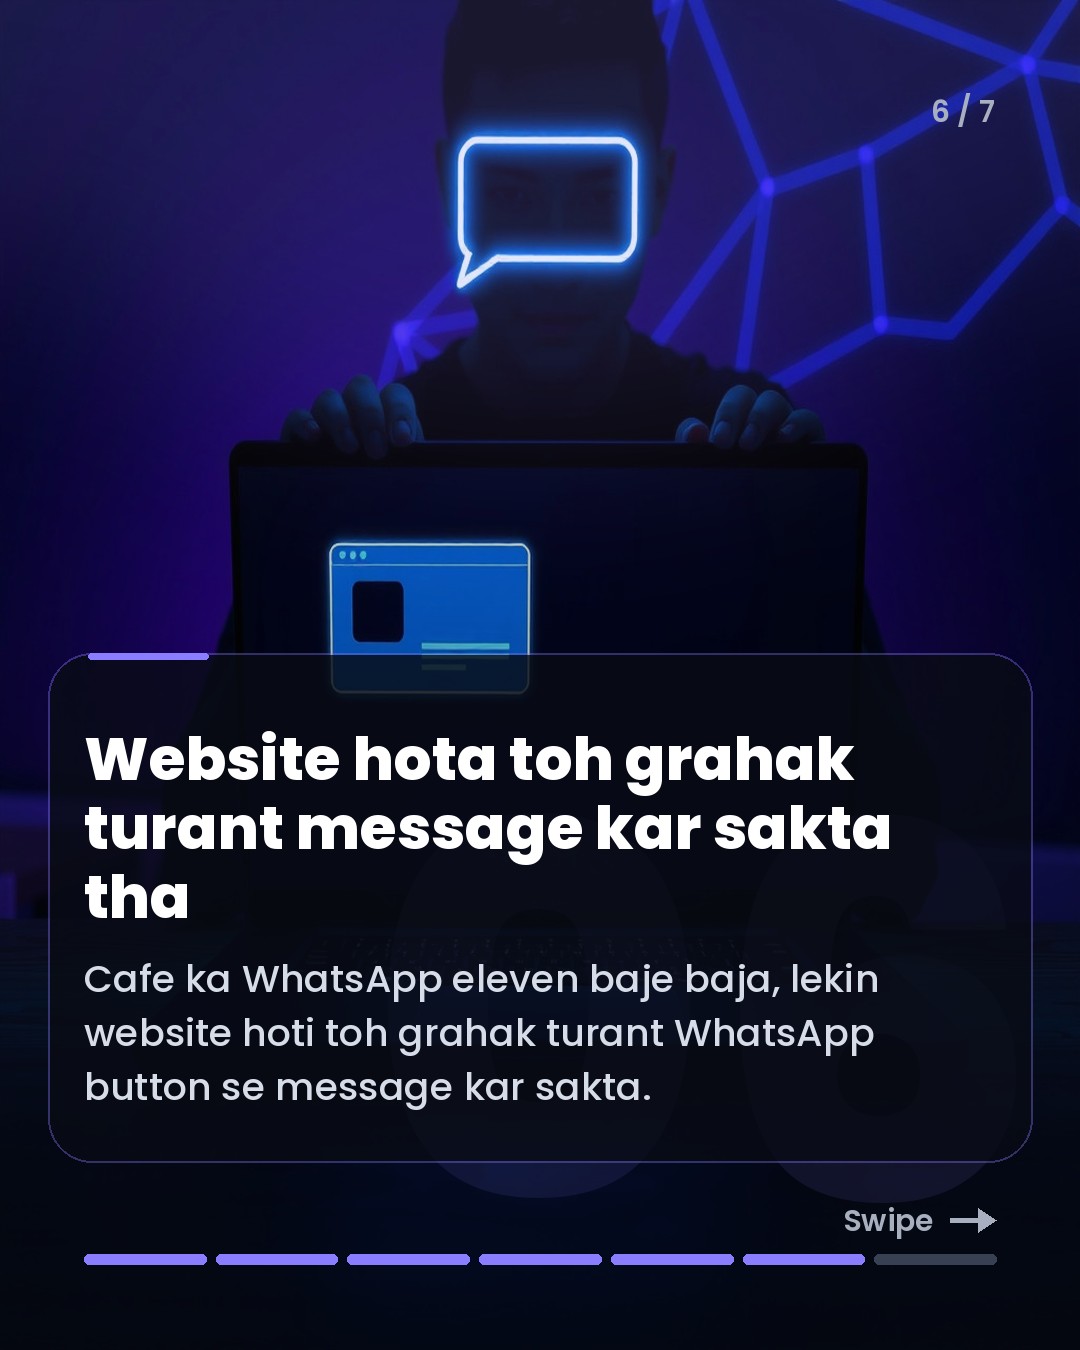 6 / 7
Website hota toh grahak
turant message kar sakta
tha
Cafe ka WhatsApp eleven baje baja, lekin
website hoti toh grahak turant WhatsApp
button se message kar sakta.
06
Swipe